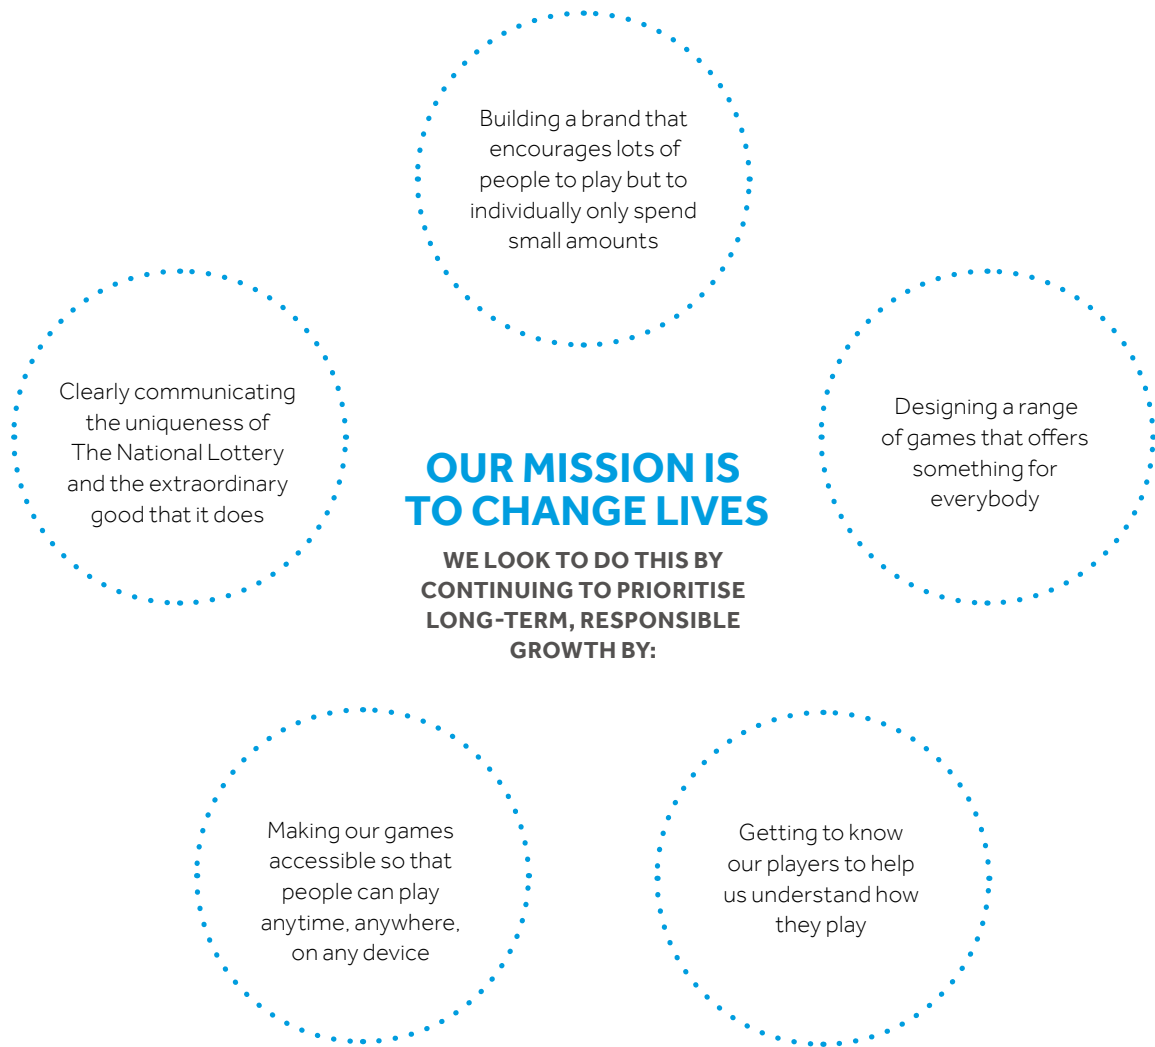 Building a brand that
encourages lots of
people to play but to
individually only spend
small amounts
Clearly communicating
the uniqueness of
The National Lottery
and the extraordinary
good that it does
Designing a range
of games that offers
something for
everybody
OUR MISSION IS
TO CHANGE LIVES
WE LOOK TO DO THIS BY
CONTINUING TO PRIORITISE
LONG-TERM, RESPONSIBLE
GROWTH BY:
Making our games
accessible so that
people can play
anytime, anywhere,
on any device
Getting to know
our players to help
us understand how
they play